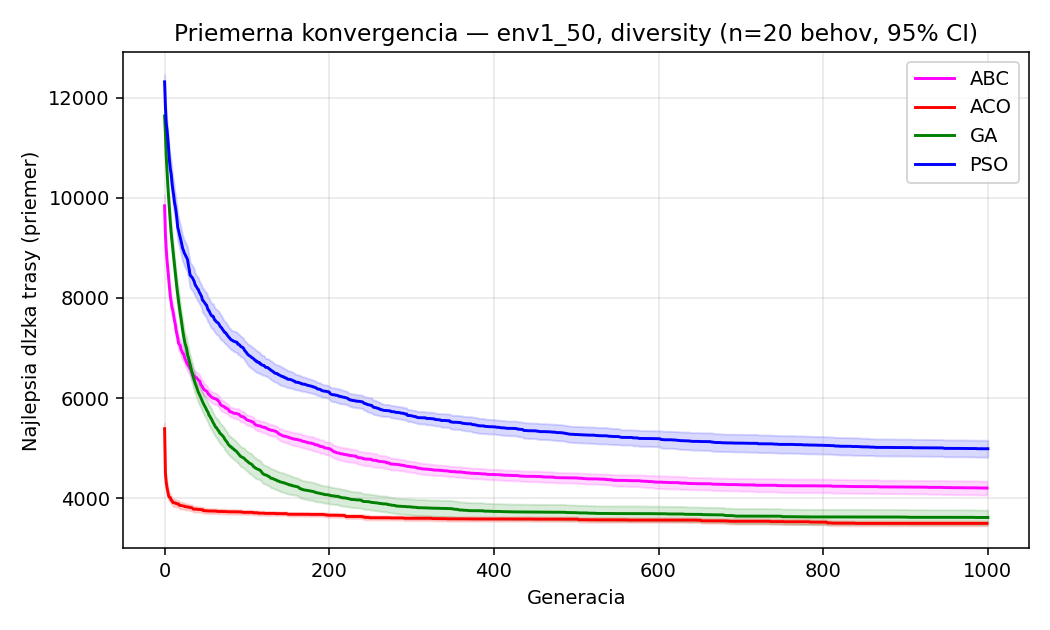 Priemerna konvergencia — env1_50, diversity (n=20 behov, 95% CI)
ABC
ACO
GA
PSO
Najlepsia dlzka trasy (priemer)
12000
10000
8000
6000
4000
0
200
400
600
800
1000
Generacia